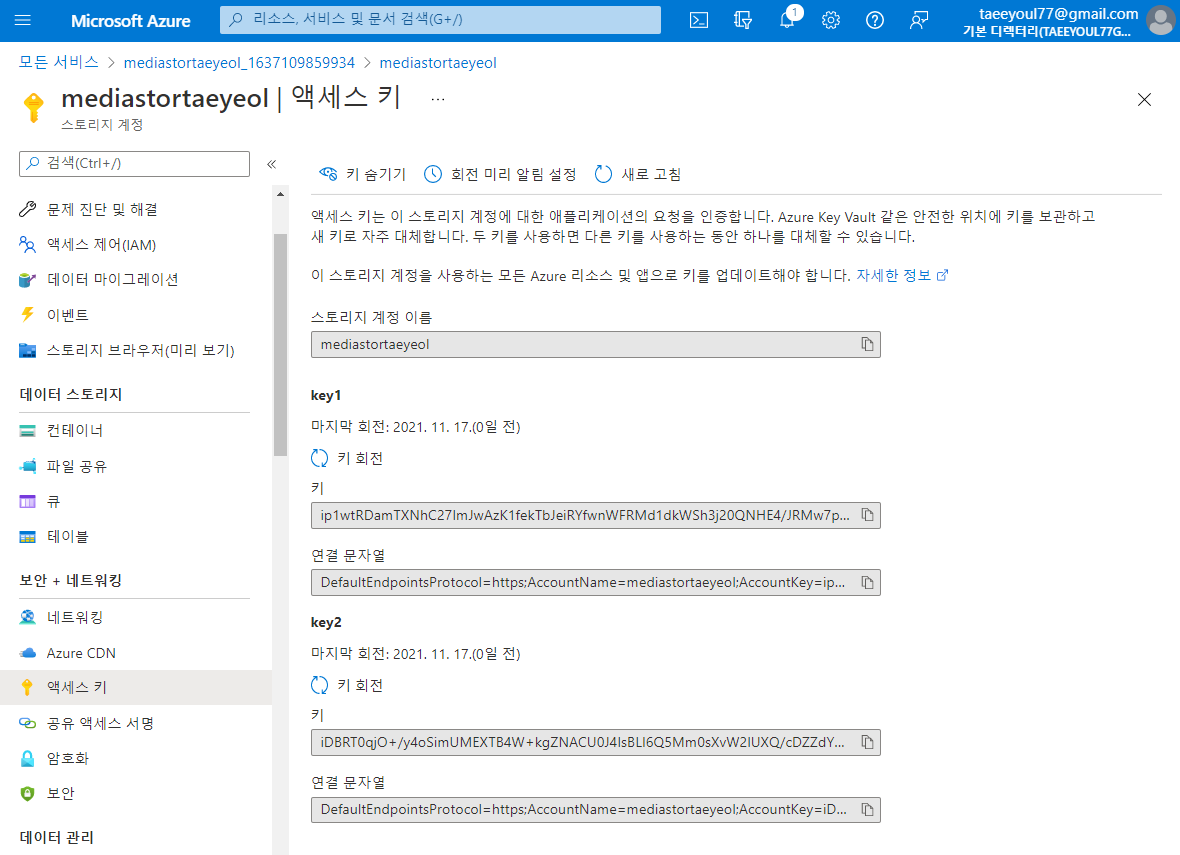 Microsoft Azure
리소스, 서비스 및 문서 검색(G+/)
1
taeeyoul77@gmail.com
기본 디렉터리(TAEEYOUL77G...
모든 서비스 > mediastortaeyeol_1637109859934 > mediastortaeyeol
mediastortaeyeol | 액세스 키 ...
스토리지 계정
검색(Ctrl+/)
문제 진단 및 해결
액세스 제어(IAM)
데이터 마이그레이션
이벤트
스토리지 브라우저(미리 보기)
데이터 스토리지
컨테이너
파일 공유
큐
테이블
보안 + 네트워킹
네트워킹
Azure CDN
액세스 키
공유 액세스 서명
암호화
보안
데이터 관리
키 숨기기 회전 미리 알림 설정 새로 고침
액세스 키는 이 스토리지 계정에 대한 애플리케이션의 요청을 인증합니다. Azure Key Vault 같은 안전한 위치에 키를 보관하고
새 키로 자주 대체합니다. 두 키를 사용하면 다른 키를 사용하는 동안 하나를 대체할 수 있습니다.
이 스토리지 계정을 사용하는 모든 Azure 리소스 및 앱으로 키를 업데이트해야 합니다. 자세한 정보
스토리지 계정 이름
mediastortaeyeol
key1
마지막 회전: 2021. 11. 17.(0일 전)
키 회전
키
연결 문자열
DefaultEndpointsProtocol=https;AccountName=mediastortaeyeol;AccountKey=ip...
key2
마지막 회전: 2021. 11. 17.(0일 전)
키 회전
키
연결 문자열
DefaultEndpointsProtocol=https;AccountName=mediastortaeyeol;AccountKey=iD...